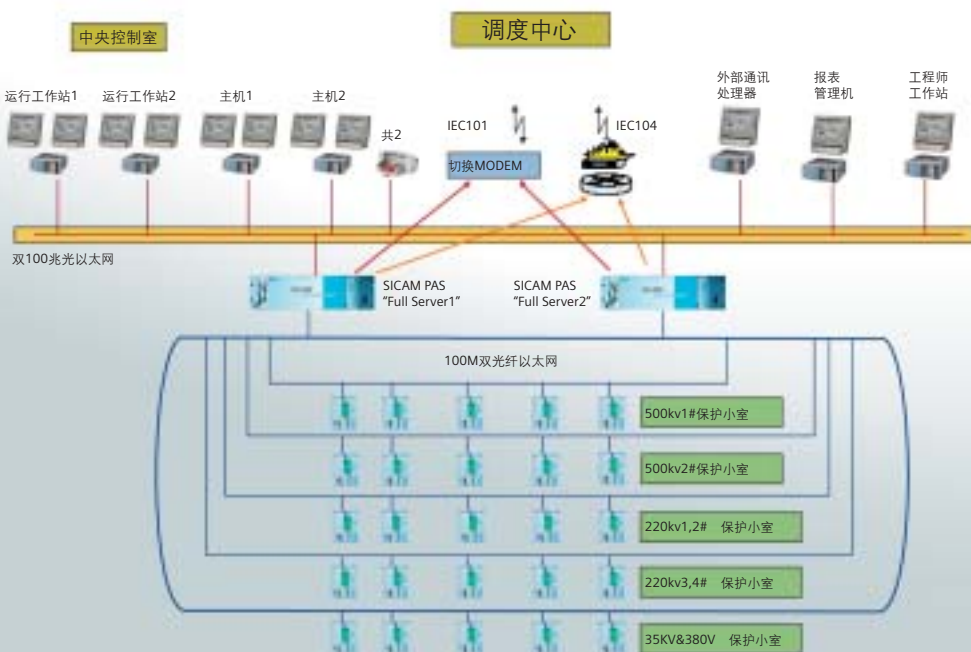 中央控制室
调度中心
运行工作站1
运行工作站2
主机1
主机2
共2
IEC101
IEC104
外部通讯
处理器
报表
管理机
工程师
工作站
切换MODEM
双100兆光以太网
SICAM PAS
“Full Server1”
SICAM PAS
“Full Server2”
100M双光纤以太网
500kv1#保护小室
500kv2#保护小室
220kv1,2# 保护小室
220kv3,4# 保护小室
35KV&380V 保护小室